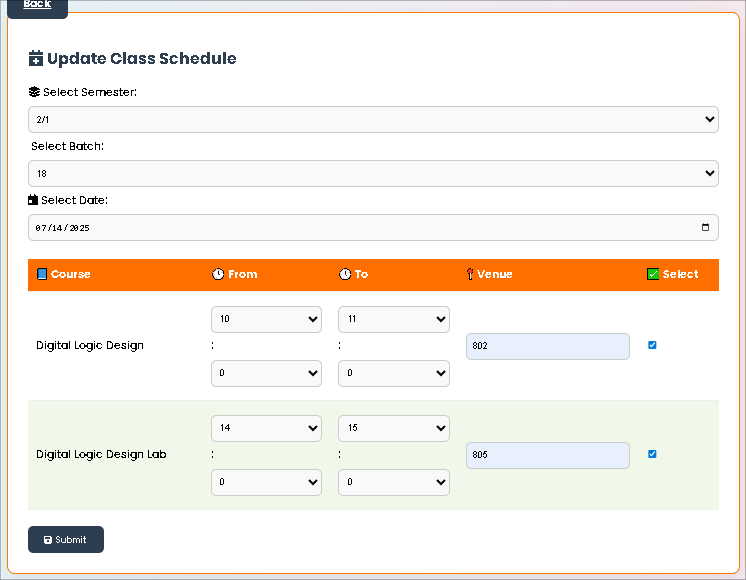 Back
Update Class Schedule
Select Semester:
2/1
Select Batch:
18
Select Date:
07/14/2025
Course From To Venue Select
10 11
Digital Logic Design : : 802
0 0
14 15
Digital Logic Design Lab : : 805
0 0
Submit